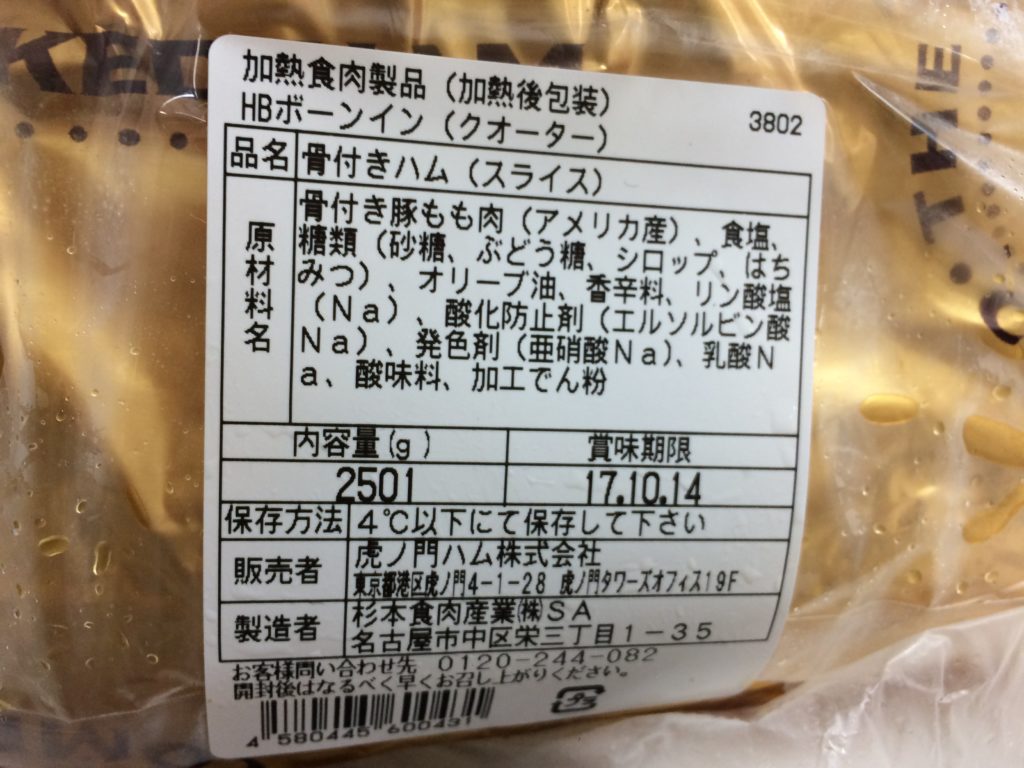 THE
加熱食肉製品(加熱後包装)
HBボーンイン(クオーター)
3802
品名
骨付きハム(スライス)
原材料名
骨付き豚もも肉(アメリカ産)、食塩、
糖類(砂糖、ぶどう糖、シロップ、はち
みつ)、オリーブ油、香辛料、リン酸塩
(Na)、酸化防止剤(エルソルビン酸
Na)、発色剤(亜硝酸Na)、乳酸N
a、酸味料、加工でん粉
内容量(g)
賞味期限
2501
17.10.14
保存方法
4℃以下にて保存して下さい
販売者
虎ノ門ハム株式会社
東京都港区虎ノ門4-1-28 虎ノ門タワーズオフィス19F
製造者
杉本食肉産業㈱SA
名古屋市中区栄三丁目1-35
お客様問い合わせ先 0120-244-082
開封後はなるべく早くお召し上がりください。
プラ
4 580445 600431